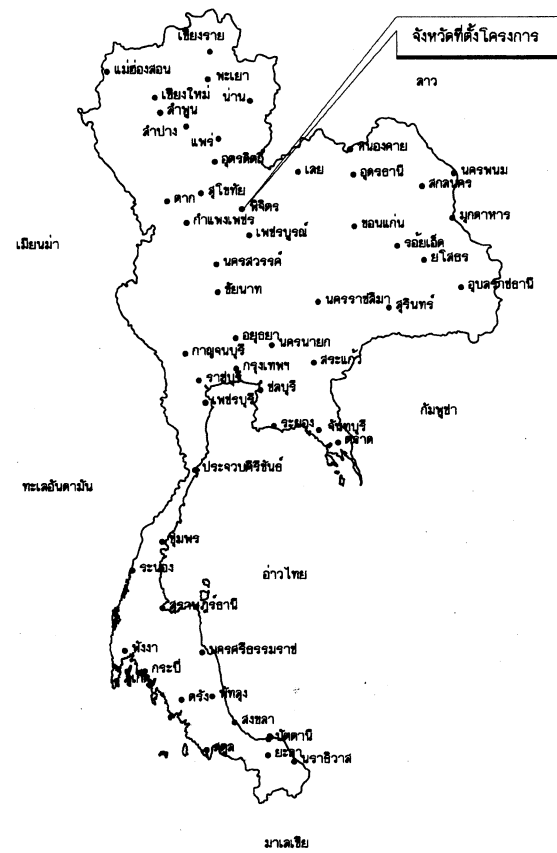 เชียงราย
จังหวัดที่ตั้งโครงการ
แม่ฮ่องสอน
พะเยา
ลาว
เชียงใหม่
น่าน
ลำพูน
ลำปาง
แพร่
หนองคาย
อุตรดิตถ์
เลย
อุดรธานี
นครพนม
สกลนคร
สุโขทัย
ตาก
พิจิตร
มุกดาหาร
กำแพงเพชร
ขอนแก่น
เพชรบูรณ์
เมียนม่า
ร้อยเอ็ด
ยโสธร
นครสวรรค์
ชัยนาท
อุบลราชธานี
นครราชสีมา
สุรินทร์
อยุธยา
นครนายก
กาญจนบุรี
สระแก้ว
กรุงเทพฯ
ราชบุรี
ชลบุรี
เพชรบุรี
กัมพูชา
ระยอง
จันทบุรี
ตราด
ประจวบคีรีขันธ์
ทะเลอันดามัน
ชุมพร
ระนอง
อ่าวไทย
สุราษฎร์ธานี
พังงา
นครศรีธรรมราช
กระบี่
ตรัง
พัทลุง
สงขลา
ปัตตานี
สตูล
ยะลา
นราธิวาส
มาเลเซีย